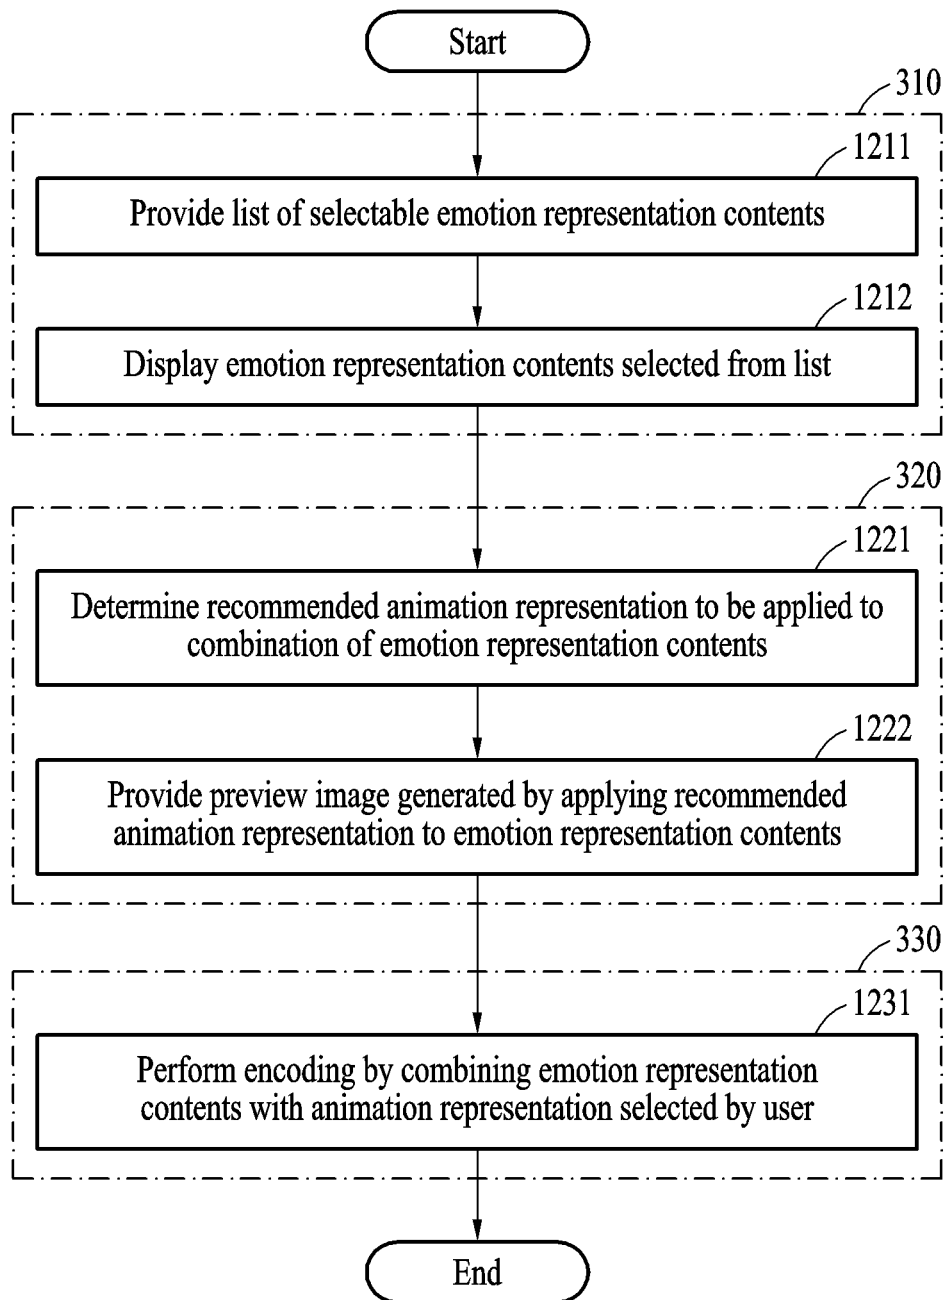 Start
310
1211
Provide list of selectable emotion representation contents
1212
Display emotion representation contents selected from list
320
1221
Determine recommended animation representation to be applied to
combination of emotion representation contents
1222
Provide preview image generated by applying recommended
animation representation to emotion representation contents
330
1231
Perform encoding by combining emotion representation
contents with animation representation selected by user
End